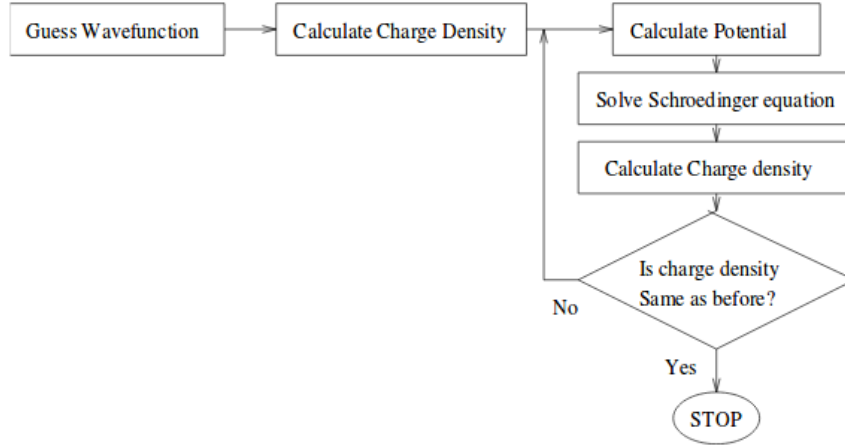 Guess Wavefunction
Calculate Charge Density
Calculate Potential
Solve Schroedinger equation
Calculate Charge density
Is charge density
Same as before?
No
Yes
STOP